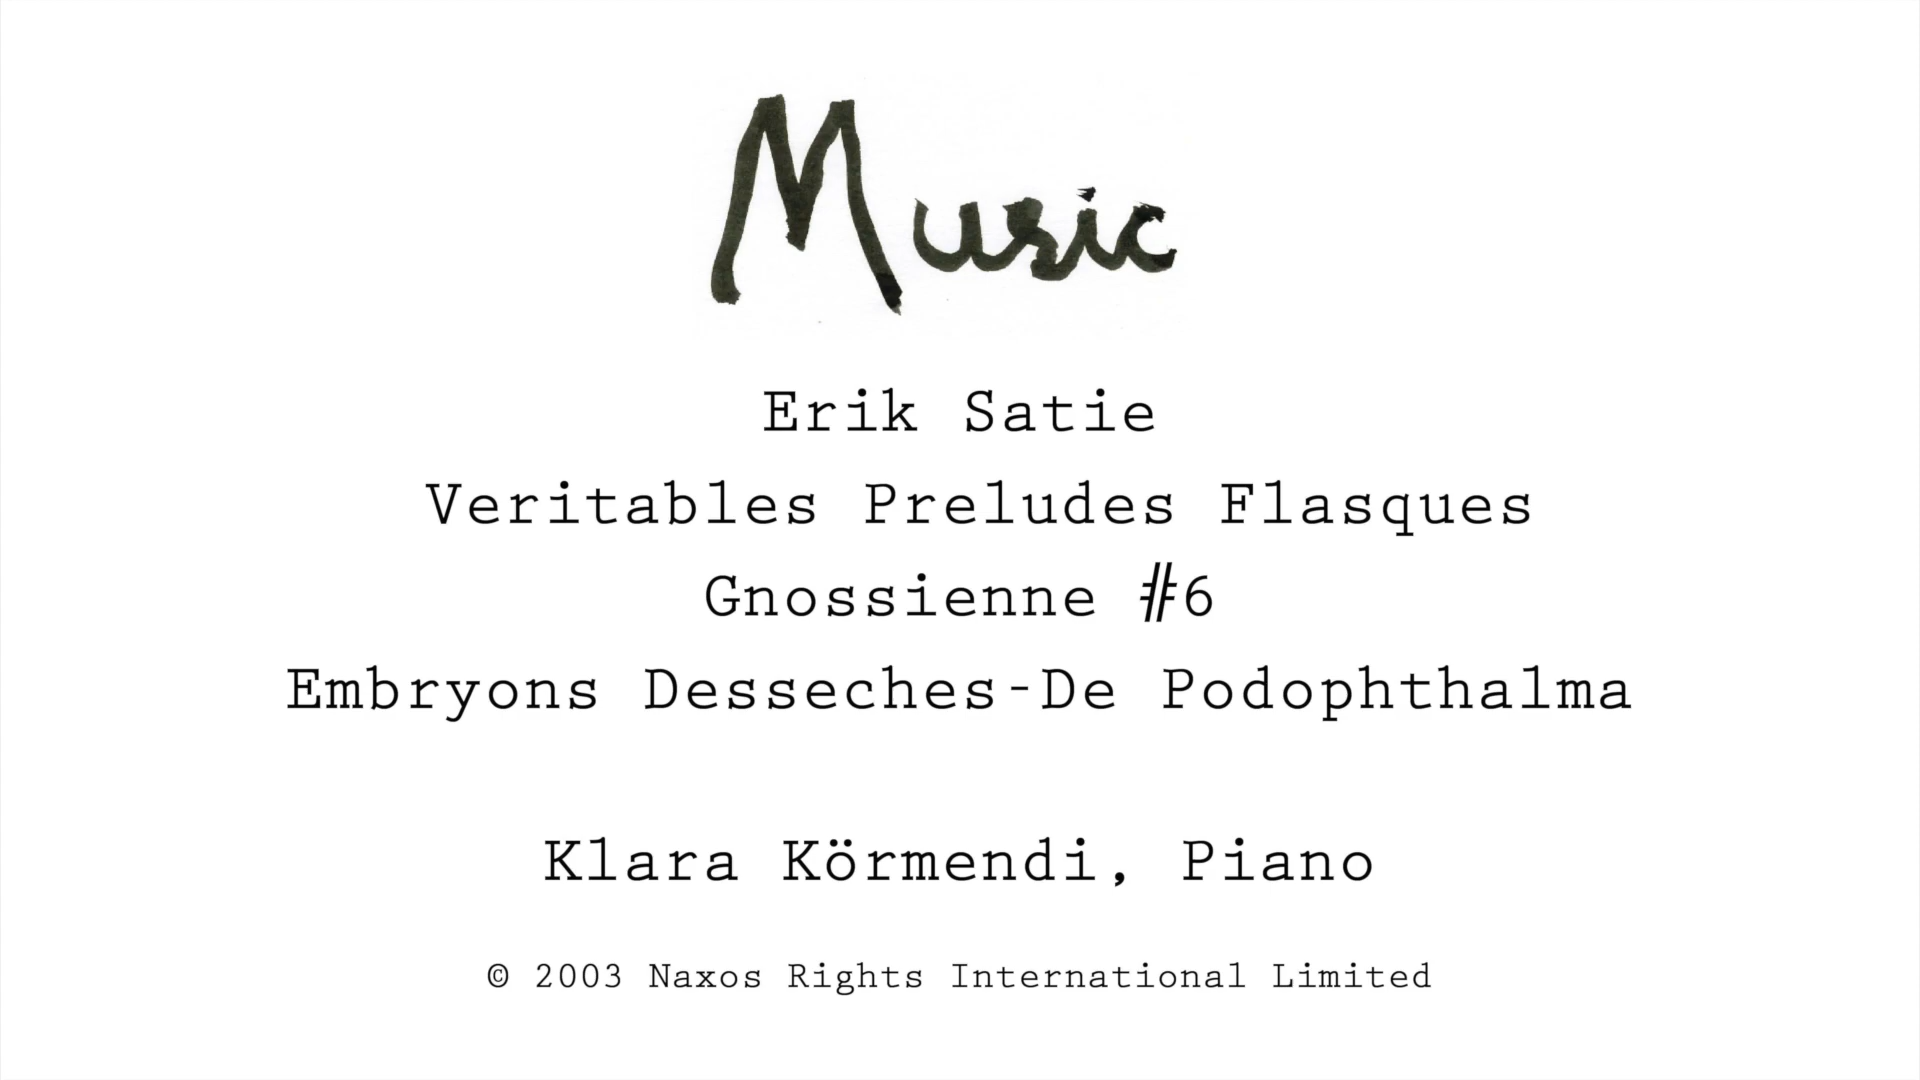 Music
Erik Satie
Veritables Preludes Flasques
Gnossienne #6
Embryons Desseches-De Podophthalma
Klara Körmendi, Piano
© 2003 Naxos Rights International Limited